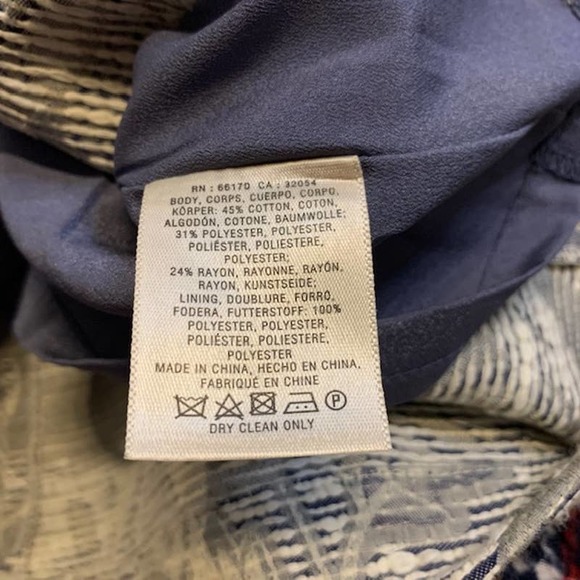 RN : 66170 CA : 32054
BODY, CORPS, CUERPO, CORPO,
KÖRPER: 45% COTTON, COTON,
ALGODÓN, COTONE, BAUMWOLLE;
31% POLYESTER, POLYESTER,
POLIÉSTER, POLIESTERE,
POLYESTER;
24% RAYON, RAYONNE, RAYÓN,
RAYON, KUNSTSEIDE;
LINING, DOUBLURE, FORRO,
FODERA, FUTTERSTOFF: 100%
POLYESTER, POLYESTER,
POLIÉSTER, POLIESTERE,
POLYESTER
MADE IN CHINA, HECHO EN CHINA,
FABRIQUÉ EN CHINE
P
DRY CLEAN ONLY